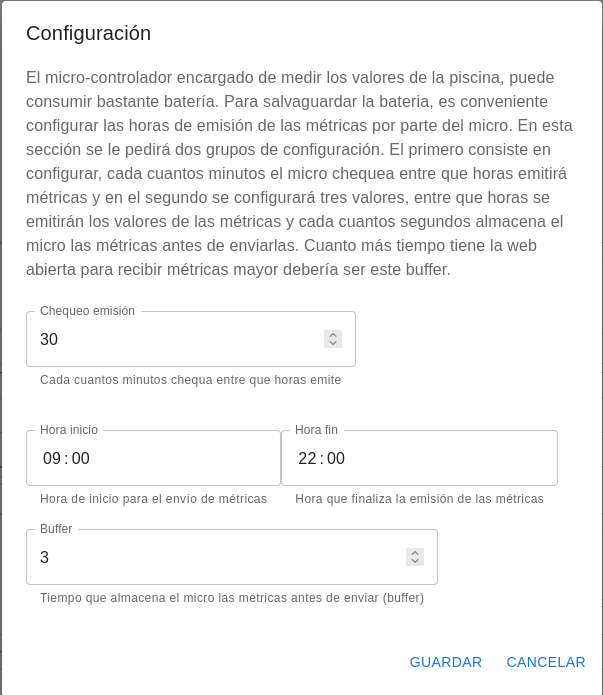 Configuración
El micro-controlador encargado de medir los valores de la piscina, puede
consumir bastante batería. Para salvaguardar la bateria, es conveniente
configurar las horas de emisión de las métricas por parte del micro. En esta
sección se le pedirá dos grupos de configuración. El primero consiste en
configurar, cada cuantos minutos el micro chequea entre que horas emitirá
métricas y en el segundo se configurará tres valores, entre que horas se
emitirán los valores de las métricas y cada cuantos segundos almacena el
micro las métricas antes de enviarlas. Cuanto más tiempo tiene la web
abierta para recibir métricas mayor debería ser este buffer.
Chequeo emisión
30
Cada cuantos minutos chequa entre que horas emite
Hora inicio Hora fin
09:00 22:00
Hora de inicio para el envío de métricas Hora que finaliza la emisión de las métricas
Buffer
3
Tiempo que almacena el micro las métricas antes de enviar (buffer)
GUARDAR CANCELAR